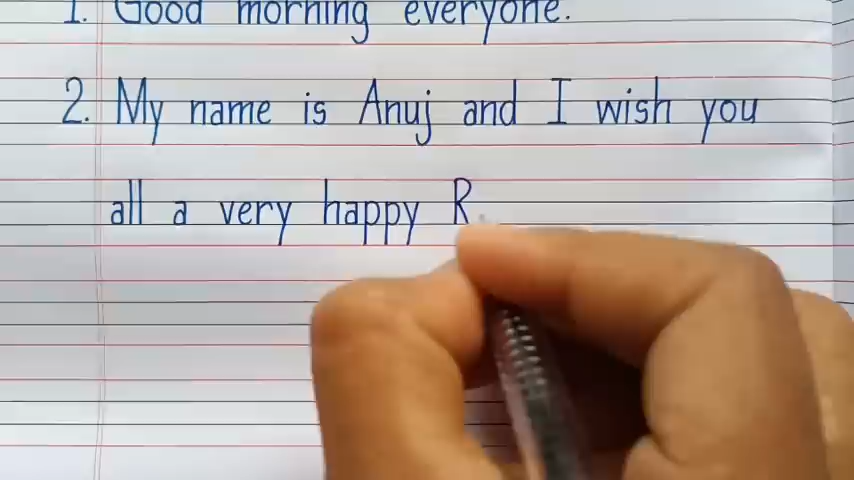 1. Good morning everyone.
2. My name is Anuj and I wish you
all a very happy R